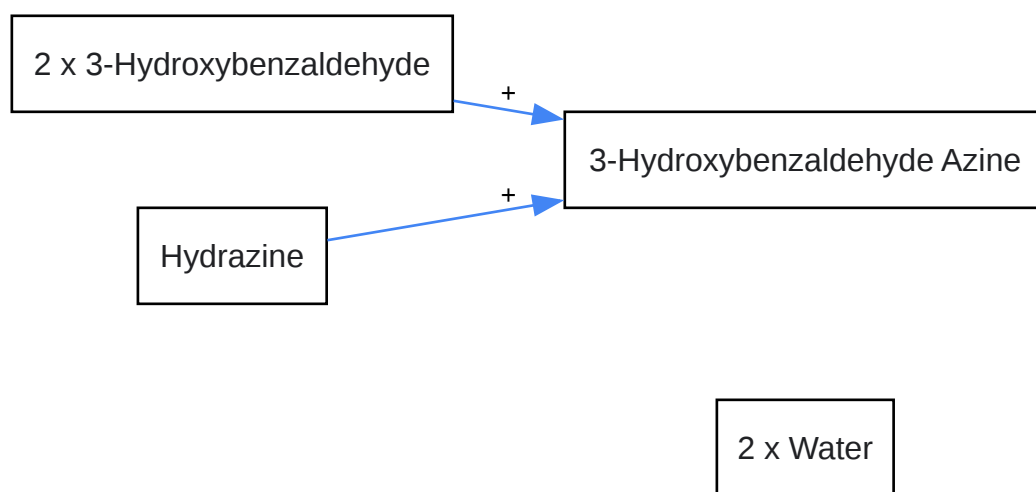 2 x 3-Hydroxybenzaldehyde
+
3-Hydroxybenzaldehyde Azine
+
Hydrazine
2 x Water